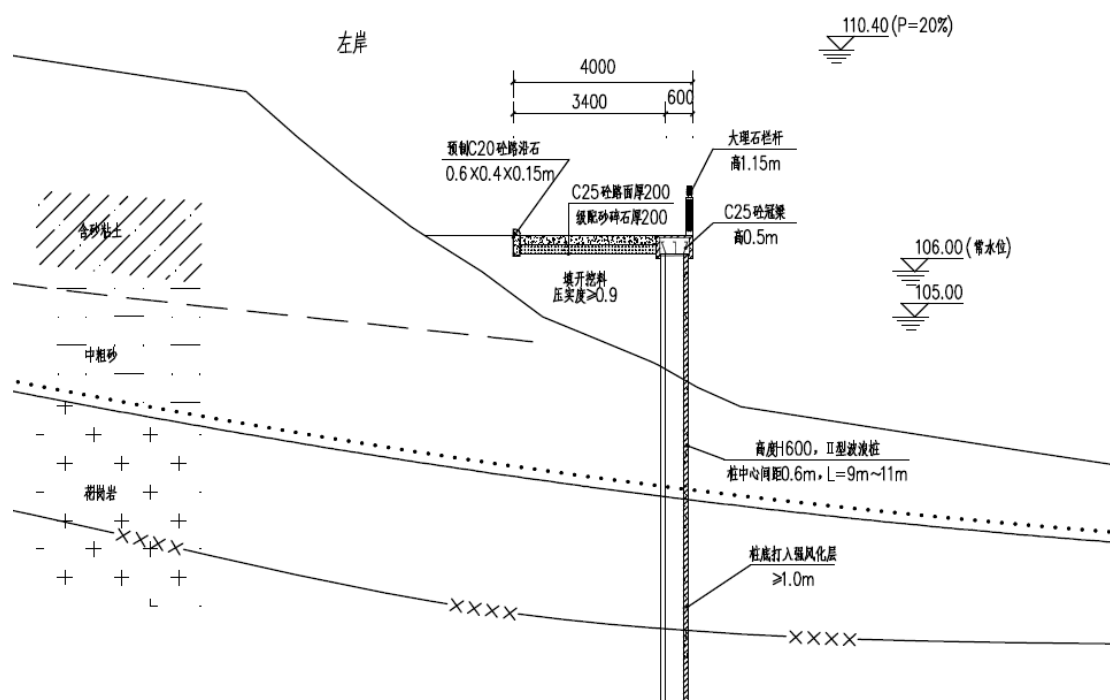 110.40(P=20%)
左岸
4000
3400
600
预制C20砼路沿石
0.6×0.4×0.15m
大理石栏杆
高1.15m
C25砼路面厚200
级配砂碎石厚200
C25砼冠梁
高0.5m
含砂粘土
106.00(常水位)
填开挖料
压实度≥0.9
105.00
中粗砂
高度H600，Ⅱ型波浪桩
桩中心间距0.6m，L=9m~11m
花岗岩
桩底打入强风化层
≥1.0m